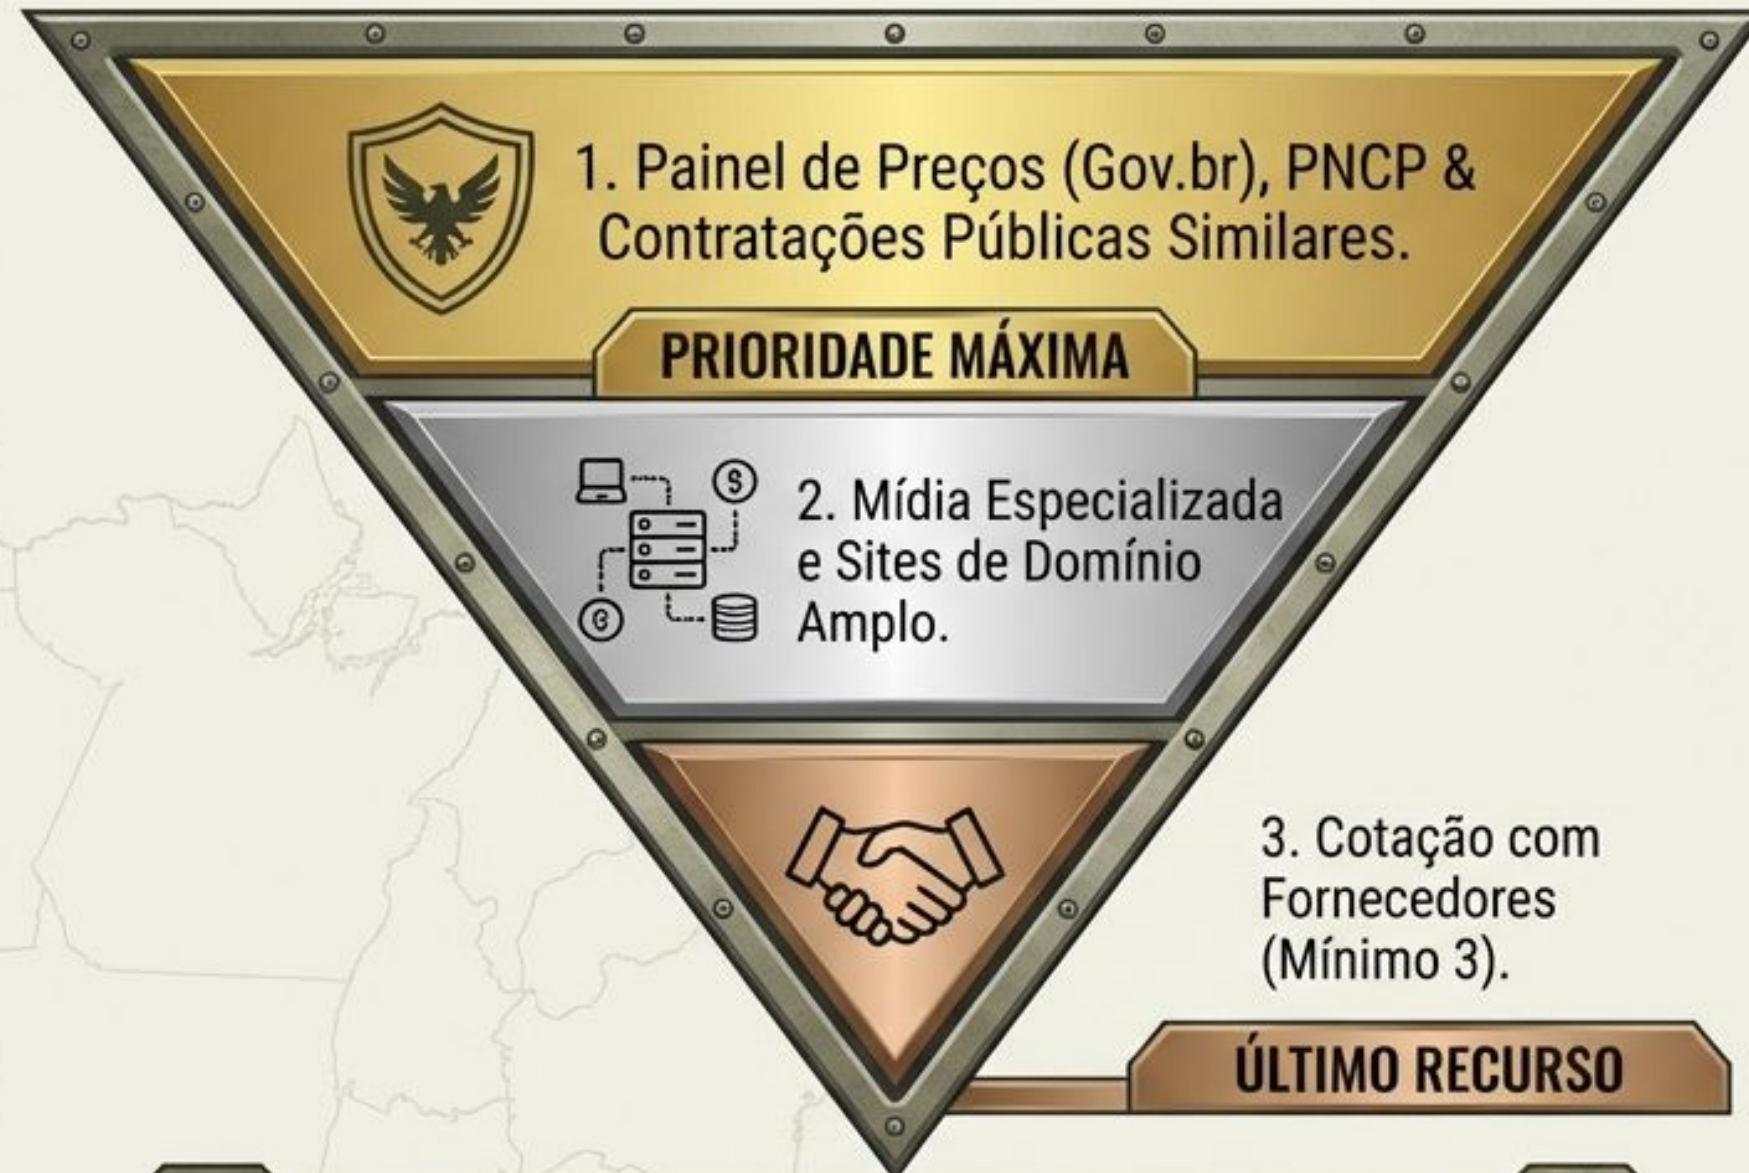 1. Painel de Preços (Gov.br), PNCP &
Contratações Públicas Similares.
PRIORIDADE MÁXIMA
2. Mídia Especializada
e Sites de Domínio
Amplo.
3. Cotação com
Fornecedores
(Mínimo 3).
ÚLTIMO RECURSO